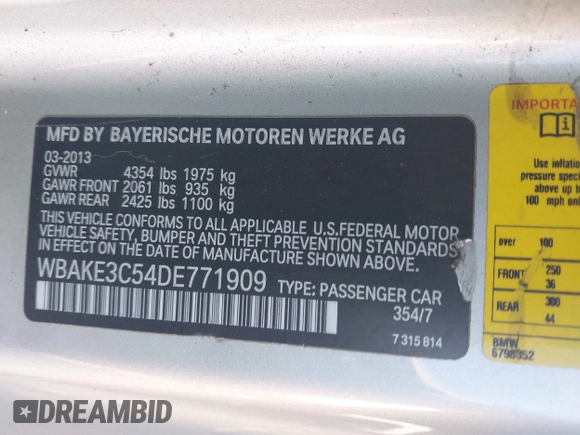 MFD BY BAYERISCHE MOTOREN WERKE AG
03-2013
GVWR 4354 lbs 1975 kg
GAWR FRONT 2061 lbs 935 kg
GAWR REAR 2425 lbs 1100 kg
THIS VEHICLE CONFORMS TO ALL APPLICABLE U.S.FEDERAL MOTOR
VEHICLE SAFETY, BUMPER AND THEFT PREVENTION STANDARDS
IN EFFECT ON THE DATE OF MANUFACTURE SHOWN ABOVE.
WBAKE3C54DE771909 TYPE: PASSENGER CAR
354/7
7 315 814
IMPORTA
Use inflation
pressure spec
above up to
100 mph on
over 100
FRONT 250
36
REAR 300
44
BMW
6798352
DREAMBID